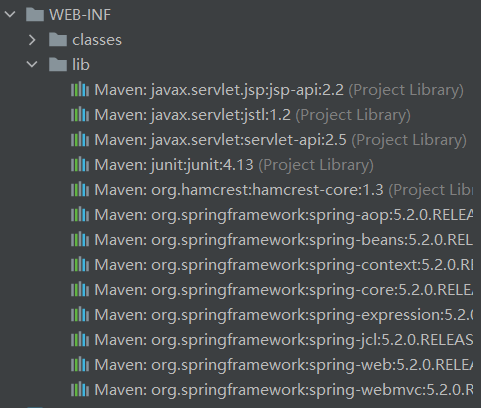 WEB-INF
classes
lib
Maven: javax.servlet.jsp:jsp-api:2.2 (Project Library)
Maven: javax.servlet:jstl:1.2 (Project Library)
Maven: javax.servlet:servlet-api:2.5 (Project Library)
Maven: junit:junit:4.13 (Project Library)
Maven: org.hamcrest:hamcrest-core:1.3 (Project Libr
Maven: org.springframework:spring-aop:5.2.0.RELEA
Maven: org.springframework:spring-beans:5.2.0.REL
Maven: org.springframework:spring-context:5.2.0.R
Maven: org.springframework:spring-core:5.2.0.RELE
Maven: org.springframework:spring-expression:5.2.
Maven: org.springframework:spring-jcl:5.2.0.RELEAS
Maven: org.springframework:spring-web:5.2.0.RELEA
Maven: org.springframework:spring-webmvc:5.2.0.R